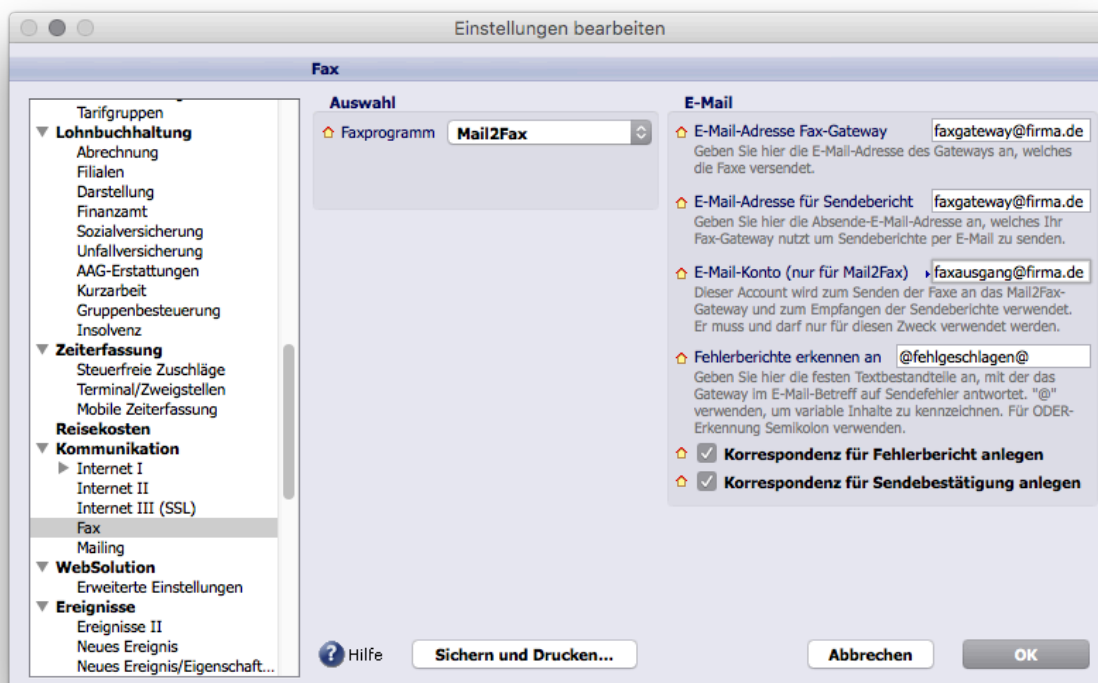 Einstellungen bearbeiten
Fax
Tarifgruppen
Lohnbuchhaltung
Abrechnung
Filialen
Darstellung
Finanzamt
Sozialversicherung
Unfallversicherung
AAG-Erstattungen
Kurzarbeit
Gruppenbesteuerung
Insolvenz
Zeiterfassung
Steuerfreie Zuschläge
Terminal/Zweigstellen
Mobile Zeiterfassung
Reisekosten
Kommunikation
Internet I
Internet II
Internet III (SSL)
Fax
Mailing
WebSolution
Erweiterte Einstellungen
Ereignisse
Ereignisse II
Neues Ereignis
Neues Ereignis/Eigenschaft...
Auswahl
Faxprogramm Mail2Fax
E-Mail
E-Mail-Adresse Fax-Gateway faxgateway@firma.de
Geben Sie hier die E-Mail-Adresse des Gateways an, welches
die Faxe versendet.
E-Mail-Adresse für Sendebericht faxgateway@firma.de
Geben Sie hier die Absende-E-Mail-Adresse an, welches Ihr
Fax-Gateway nutzt um Sendeberichte per E-Mail zu senden.
E-Mail-Konto (nur für Mail2Fax) faxausgang@firma.de
Dieser Account wird zum Senden der Faxe an das Mail2Fax-
Gateway und zum Empfangen der Sendeberichte verwendet.
Er muss und darf nur für diesen Zweck verwendet werden.
Fehlerberichte erkennen an @fehlgeschlagen@
Geben Sie hier die festen Textbestandteile an, mit der das
Gateway im E-Mail-Betreff auf Sendefehler antwortet. "@"
verwenden, um variable Inhalte zu kennzeichnen. Für ODER-
Erkennung Semikolon verwenden.
Korrespondenz für Fehlerbericht anlegen
Korrespondenz für Sendebestätigung anlegen
? Hilfe
Sichern und Drucken...
Abbrechen
OK